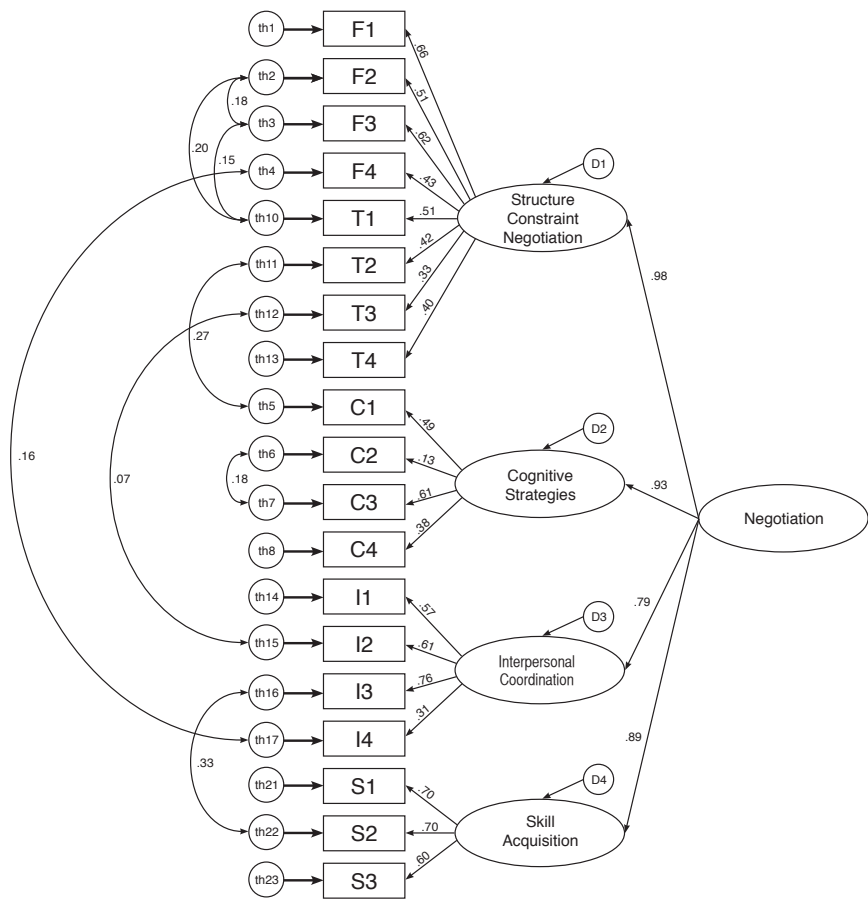 th1 F1
.66
th2 F2
.51
.18
th3 F3
.62
.20 .15
th4 F4
.43
D1
Structure
Constraint
Negotiation
th10 T1
.51
.42
th11 T2
.33
.98
th12 T3
.40
.27
th13 T4
th5 C1
.49
D2
th6 C2
.13
.16
.07
.18
Cognitive
Strategies
.93
th7 C3
.61
.38
Negotiation
th8 C4
th14 I1
.57
D3
.79
th15 I2
.61
Interpersonal
Coordination
th16 I3
.76
.31
th17 I4
.89
.33
th21 S1
.70
D4
th22 S2
.70
Skill
Acquisition
.60
th23 S3